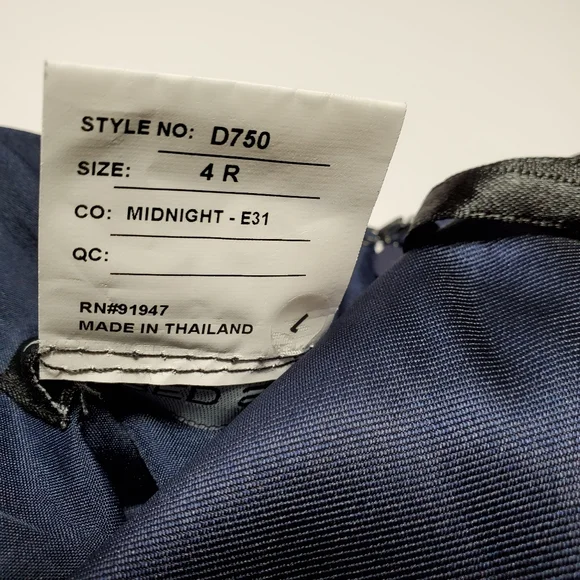 STYLE NO: D750
SIZE: 4 R
CO: MIDNIGHT - E31
QC:
RN#91947
MADE IN THAILAND